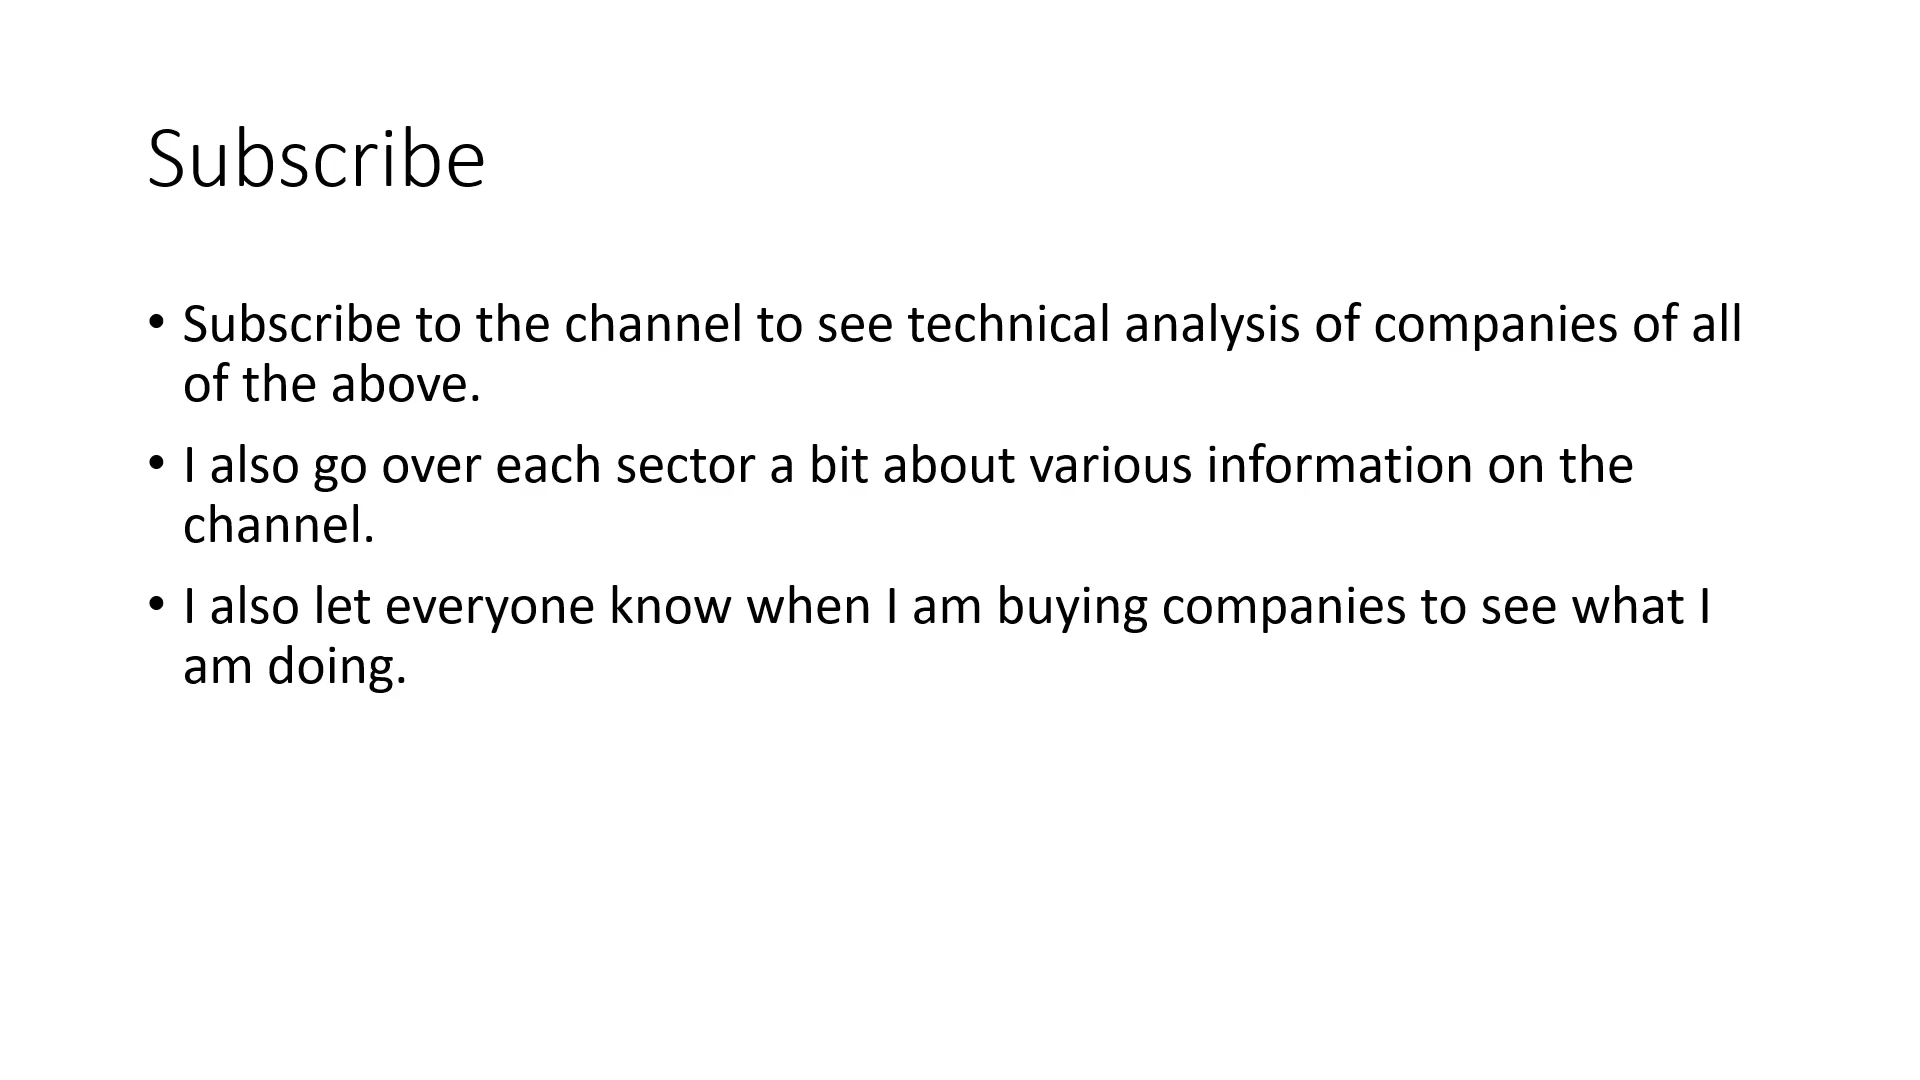 Subscribe
• Subscribe to the channel to see technical analysis of companies of all
of the above.
• I also go over each sector a bit about various information on the
channel.
• I also let everyone know when I am buying companies to see what I
am doing.